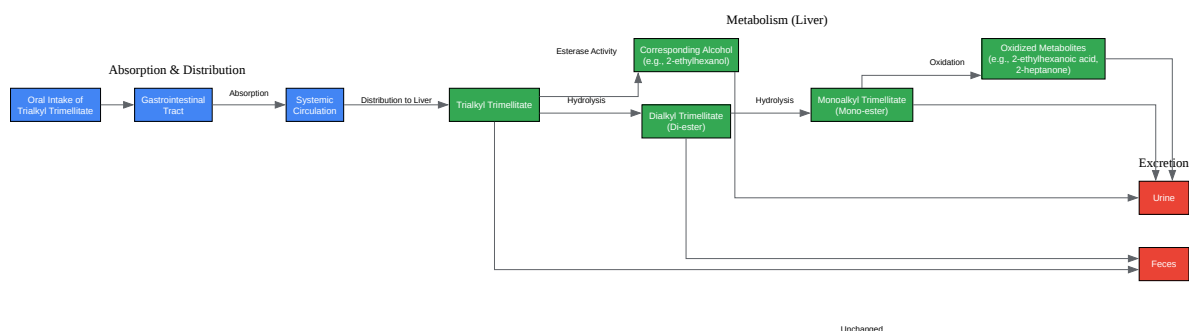 Metabolism (Liver)
Absorption & Distribution
Oral Intake of
Trialkyl Trimellitate
Gastrointestinal
Tract
Absorption
Systemic
Circulation
Distribution to Liver
Trialkyl Trimellitate
Esterase Activity
Hydrolysis
Corresponding Alcohol
(e.g., 2-ethylhexanol)
Dialkyl Trimellitate
(Di-ester)
Hydrolysis
Monoalkyl Trimellitate
(Mono-ester)
Oxidation
Oxidized Metabolites
(e.g., 2-ethylhexanoic acid,
2-heptanone)
Excretion
Urine
Feces
Unchanged